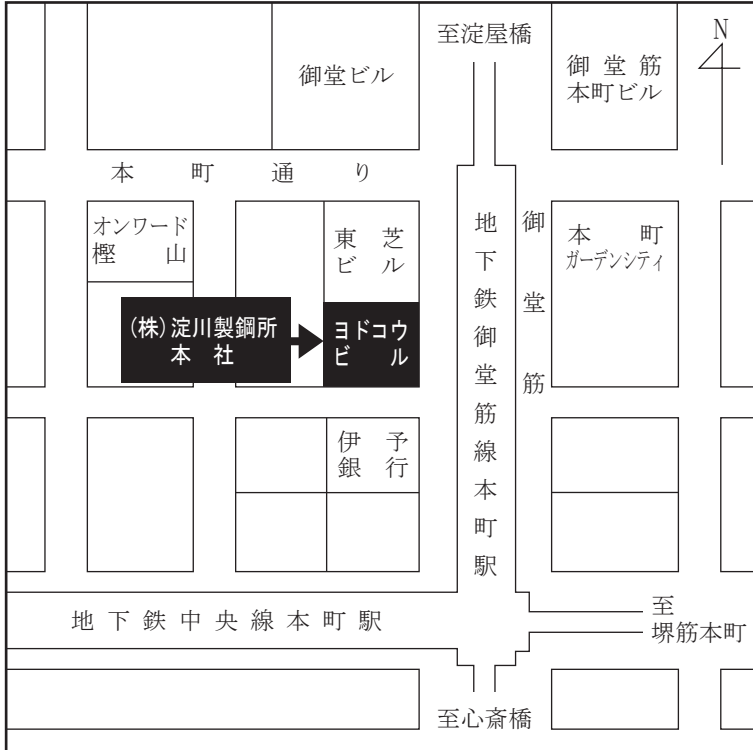 至淀屋橋
N
御堂ビル
御堂筋
本町ビル
本町通り
オンワード
樫山
東芝
ビル
地下鉄御堂筋線本町駅
御堂筋
本町
ガーデンシティ
(株)淀川製鋼所
本社
ヨドコウ
ビル
伊予
銀行
地下鉄中央線本町駅
至
堺筋本町
至心斎橋